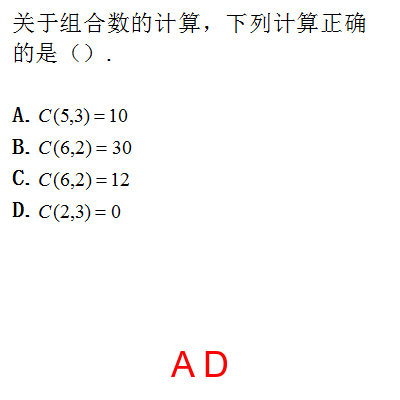 关于组合数的计算，下列计算正确
的是（）.
A. C(5,3)=10
B. C(6,2)=30
C. C(6,2)=12
D. C(2,3)=0
A D